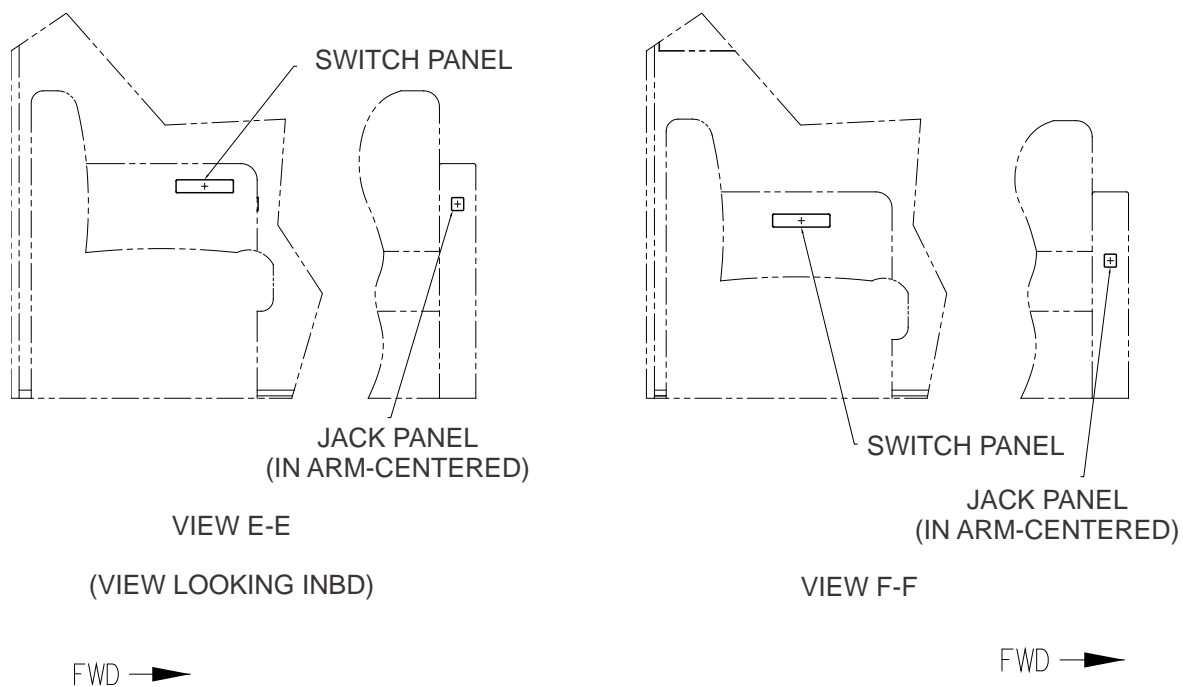 SWITCH PANEL
JACK PANEL
(IN ARM-CENTERED)
VIEW E-E
(VIEW LOOKING INBD)
FWD
SWITCH PANEL
JACK PANEL
(IN ARM-CENTERED)
VIEW F-F
FWD